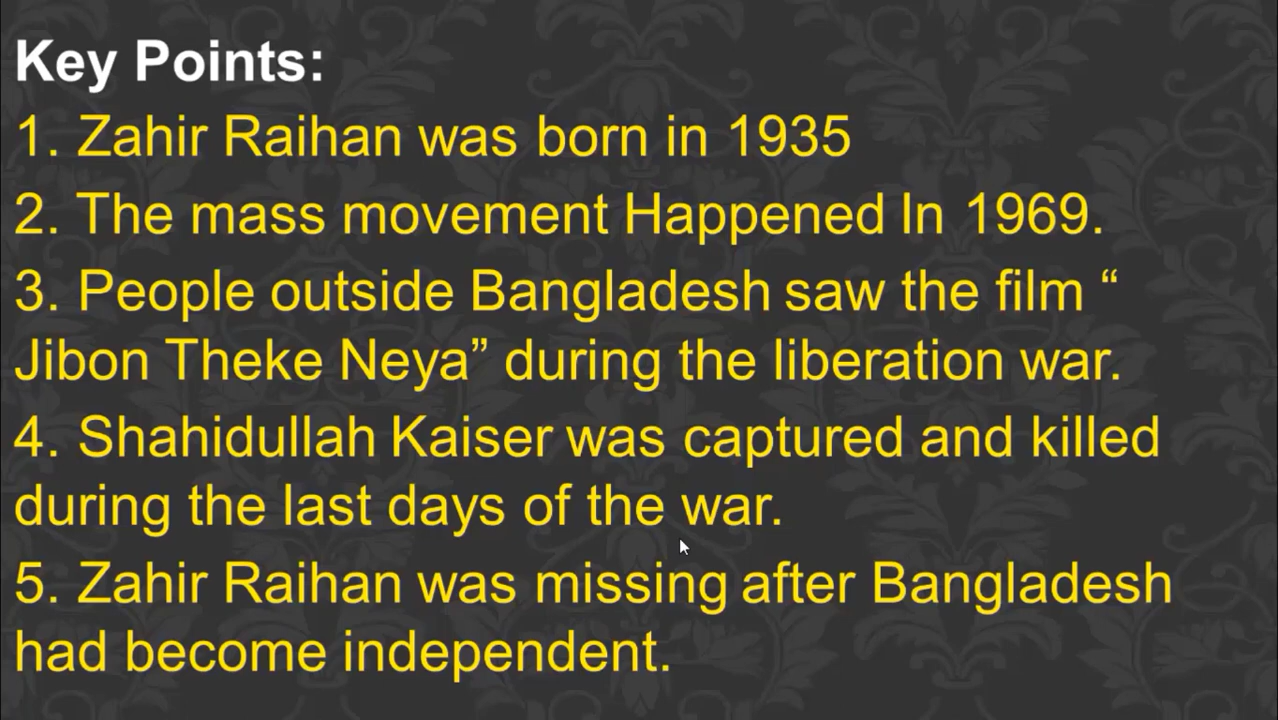 Key Points:
1. Zahir Raihan was born in 1935
2. The mass movement Happened In 1969.
3. People outside Bangladesh saw the film “
Jibon Theke Neya” during the liberation war.
4. Shahidullah Kaiser was captured and killed
during the last days of the war.
5. Zahir Raihan was missing after Bangladesh
had become independent.